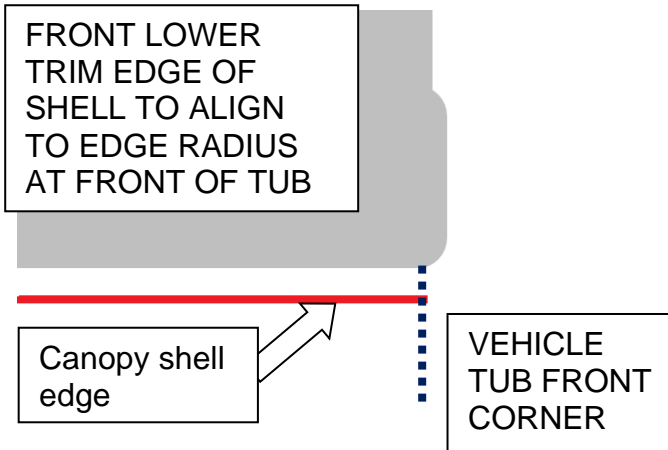 FRONT LOWER
TRIM EDGE OF
SHELL TO ALIGN
TO EDGE RADIUS
AT FRONT OF TUB
Canopy shell
edge
VEHICLE
TUB FRONT
CORNER